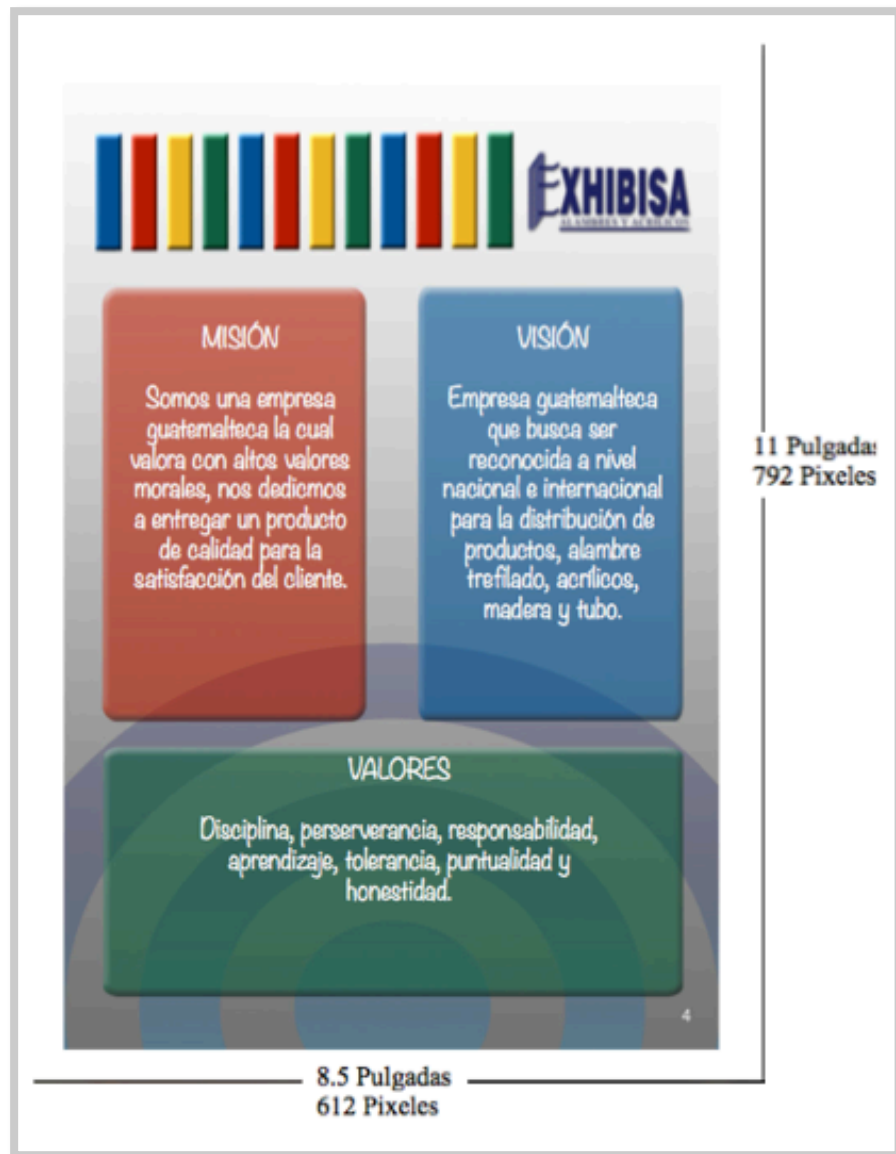 EXHIBISA
ALAMBRES Y ACRILICOS
MISIÓN
Somos una empresa
guatemalteca la cual
valora con altos valores
morales, nos dedicmos
a entregar un producto
de calidad para la
satisfacción del cliente.
VISIÓN
Empresa guatemalteca
que busca ser
reconocida a nivel
nacional e internacional
para la distribución de
productos, alambre
trefilado, acrílicos,
madera y tubo.
VALORES
Disciplina, perserverancia, responsabilidad,
aprendizaje, tolerancia, puntualidad y
honestidad.
4
11 Pulgadas
792 Pixeles
8.5 Pulgadas
612 Pixeles